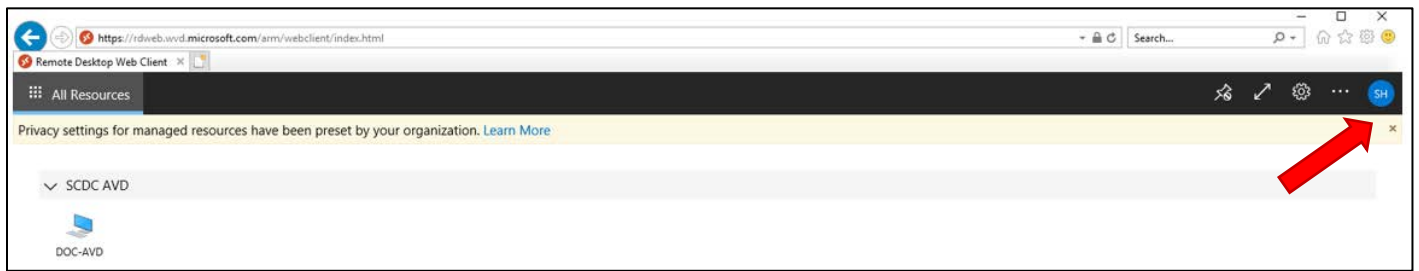 https://rdweb.wvd.microsoft.com/arm/webclient/index.html
Search...
Remote Desktop Web Client
All Resources
SH
Privacy settings for managed resources have been preset by your organization. Learn More
SCDC AVD
DOC-AVD